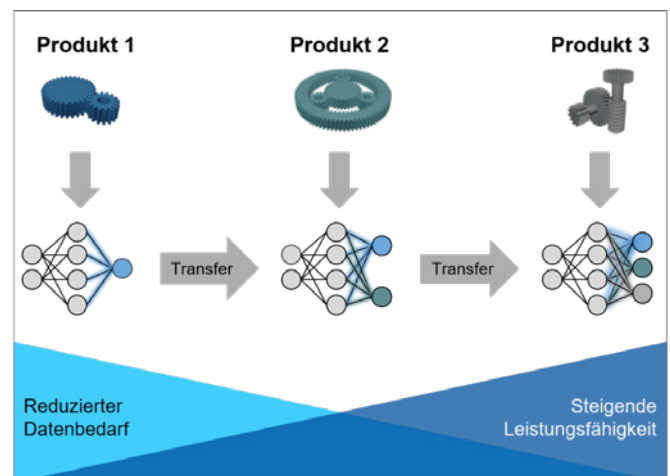 Produkt 1
Produkt 2
Produkt 3
Transfer
Transfer
Reduzierter
Datenbedarf
Steigende
Leistungsfähigkeit